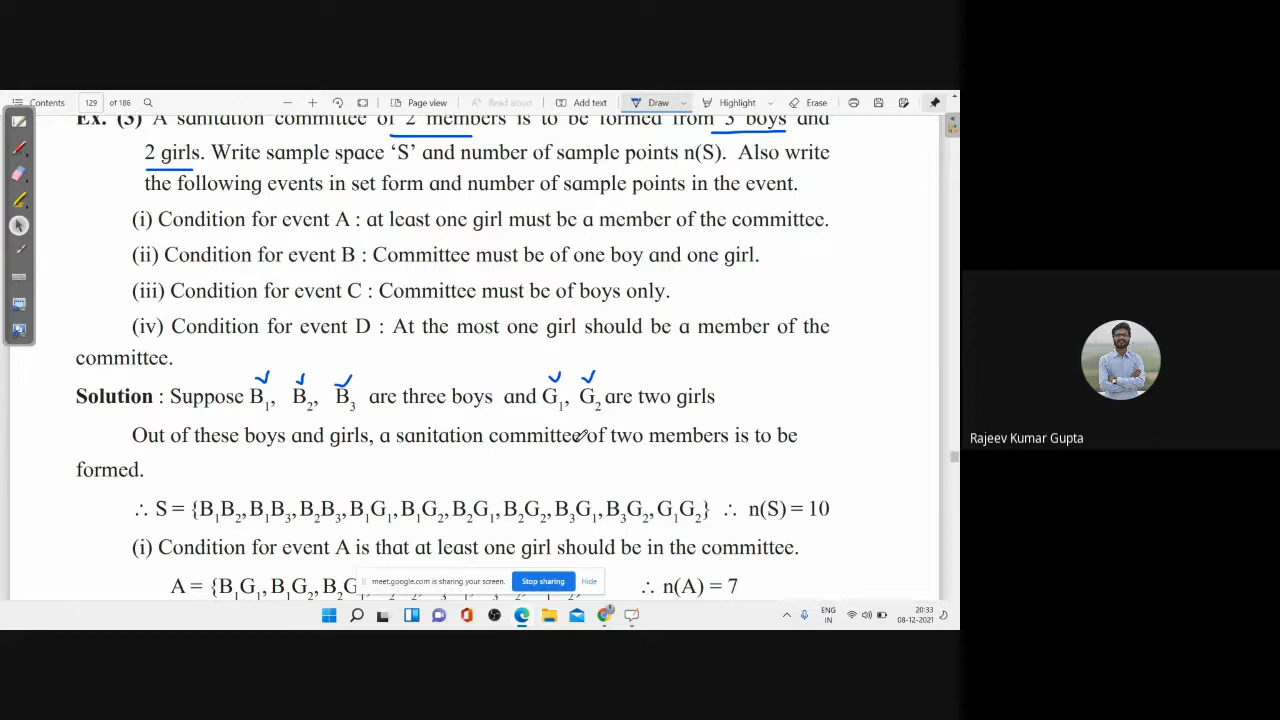 Contents
129 of 186
Page view
Read aloud
Add text
Draw
Highlight
Erase
Ex. (3) A sanitation committee of 2 members is to be formed from 3 boys and
2 girls. Write sample space ‘S’ and number of sample points n(S). Also write
the following events in set form and number of sample points in the event.
(i) Condition for event A : at least one girl must be a member of the committee.
(ii) Condition for event B : Committee must be of one boy and one girl.
(iii) Condition for event C : Committee must be of boys only.
(iv) Condition for event D : At the most one girl should be a member of the
committee.
Solution : Suppose B₁, B₂, B₃ are three boys and G₁, G₂ are two girls
Out of these boys and girls, a sanitation committee of two members is to be
formed.
∴ S = {B₁B₂, B₁B₃, B₂B₃, B₁G₁, B₁G₂, B₂G₁, B₂G₂, B₃G₁, B₃G₂, G₁G₂} ∴ n(S) = 10
(i) Condition for event A is that at least one girl should be in the committee.
A = {B₁G₁, B₁G₂, B₂G ∴ n(A) = 7
meet.google.com is sharing your screen. Stop sharing Hide
ENG
IN
20:33
08-12-2021
Rajeev Kumar Gupta